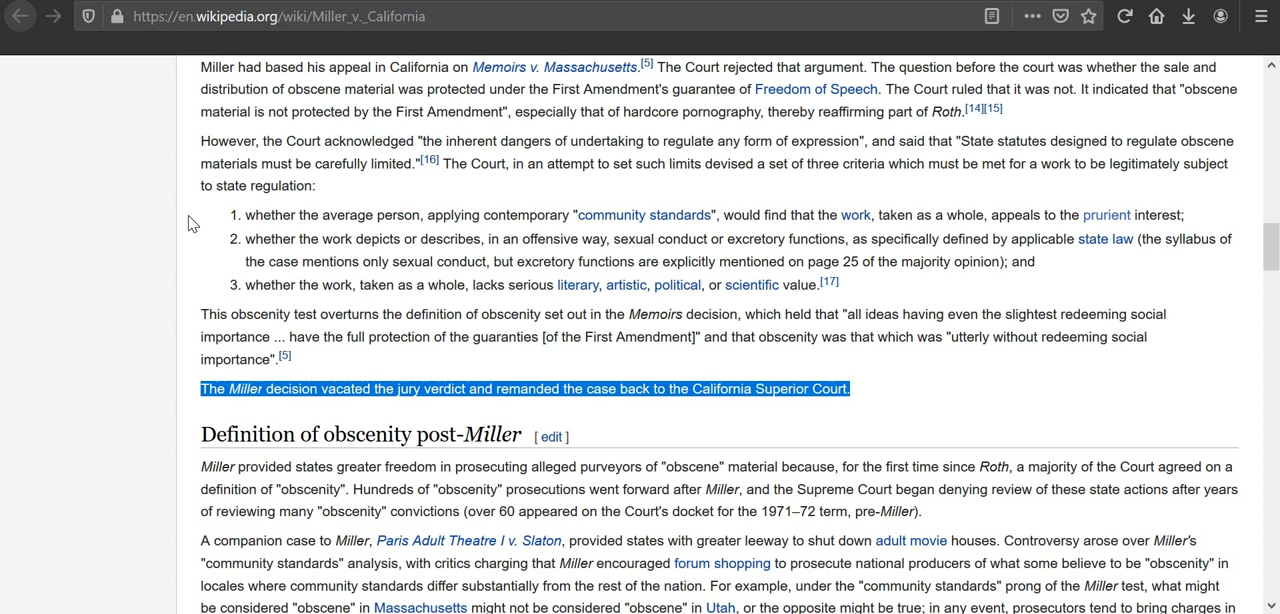 https://en.wikipedia.org/wiki/Miller_v._California
Miller had based his appeal in California on Memoirs v. Massachusetts.[5] The Court rejected that argument. The question before the court was whether the sale and
distribution of obscene material was protected under the First Amendment's guarantee of Freedom of Speech. The Court ruled that it was not. It indicated that "obscene
material is not protected by the First Amendment", especially that of hardcore pornography, thereby reaffirming part of Roth.[14][15]
However, the Court acknowledged "the inherent dangers of undertaking to regulate any form of expression", and said that "State statutes designed to regulate obscene
materials must be carefully limited."[16] The Court, in an attempt to set such limits devised a set of three criteria which must be met for a work to be legitimately subject
to state regulation:
1. whether the average person, applying contemporary "community standards", would find that the work, taken as a whole, appeals to the prurient interest;
2. whether the work depicts or describes, in an offensive way, sexual conduct or excretory functions, as specifically defined by applicable state law (the syllabus of
the case mentions only sexual conduct, but excretory functions are explicitly mentioned on page 25 of the majority opinion); and
3. whether the work, taken as a whole, lacks serious literary, artistic, political, or scientific value.[17]
This obscenity test overturns the definition of obscenity set out in the Memoirs decision, which held that "all ideas having even the slightest redeeming social
importance ... have the full protection of the guaranties [of the First Amendment]" and that obscenity was that which was "utterly without redeeming social
importance".[5]
The Miller decision vacated the jury verdict and remanded the case back to the California Superior Court.
Definition of obscenity post-Miller [ edit ]
Miller provided states greater freedom in prosecuting alleged purveyors of "obscene" material because, for the first time since Roth, a majority of the Court agreed on a
definition of "obscenity". Hundreds of "obscenity" prosecutions went forward after Miller, and the Supreme Court began denying review of these state actions after years
of reviewing many "obscenity" convictions (over 60 appeared on the Court's docket for the 1971–72 term, pre-Miller).
A companion case to Miller, Paris Adult Theatre I v. Slaton, provided states with greater leeway to shut down adult movie houses. Controversy arose over Miller's
"community standards" analysis, with critics charging that Miller encouraged forum shopping to prosecute national producers of what some believe to be "obscenity" in
locales where community standards differ substantially from the rest of the nation. For example, under the "community standards" prong of the Miller test, what might
be considered "obscene" in Massachusetts might not be considered "obscene" in Utah, or the opposite might be true; in any event, prosecutors tend to bring charges in